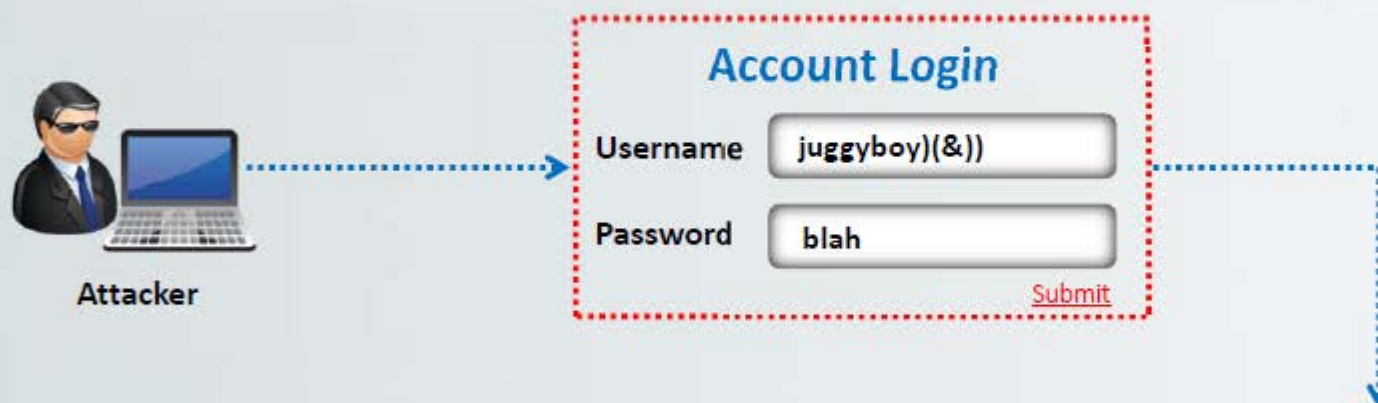 Account Login
Username juggyboy)(&))
Password blah
Submit
Attacker